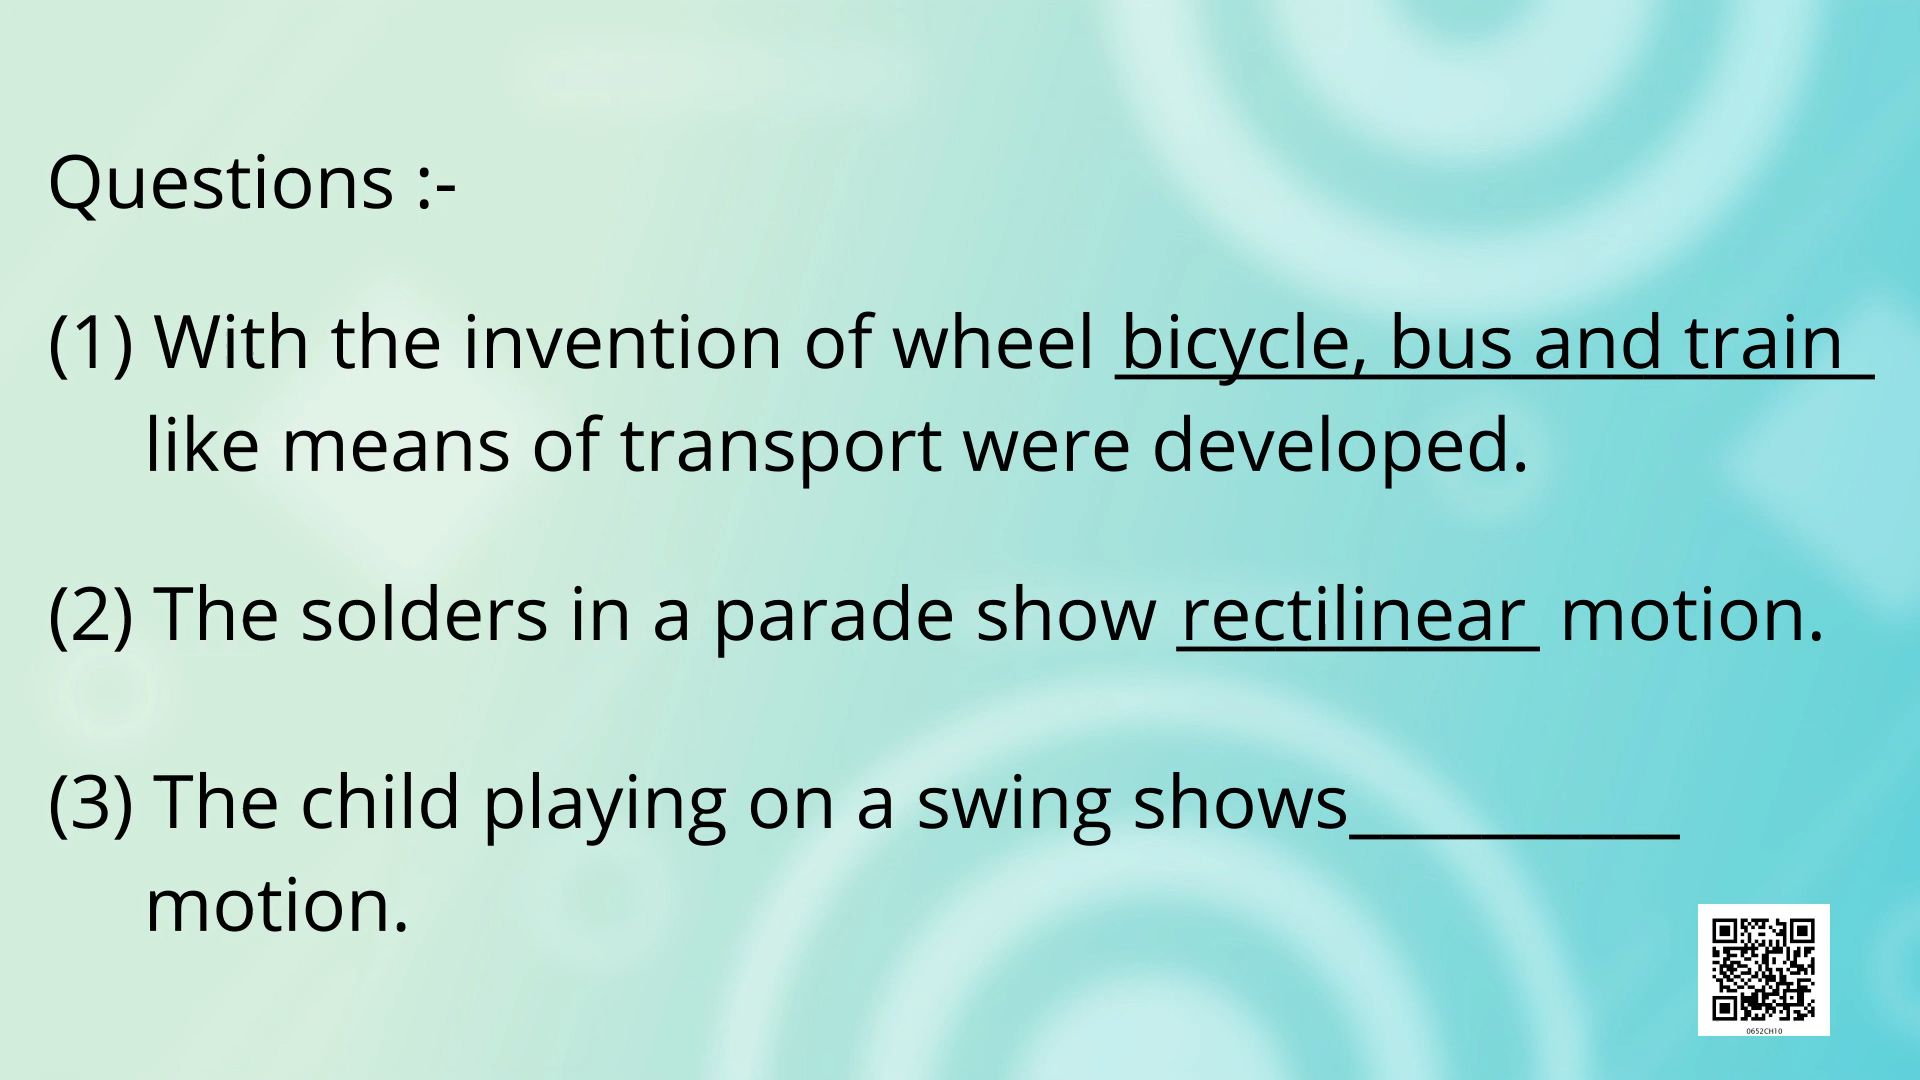 Questions :-
(1) With the invention of wheel bicycle, bus and train
like means of transport were developed.
(2) The solders in a parade show rectilinear motion.
(3) The child playing on a swing shows__________
motion.
0652CH10